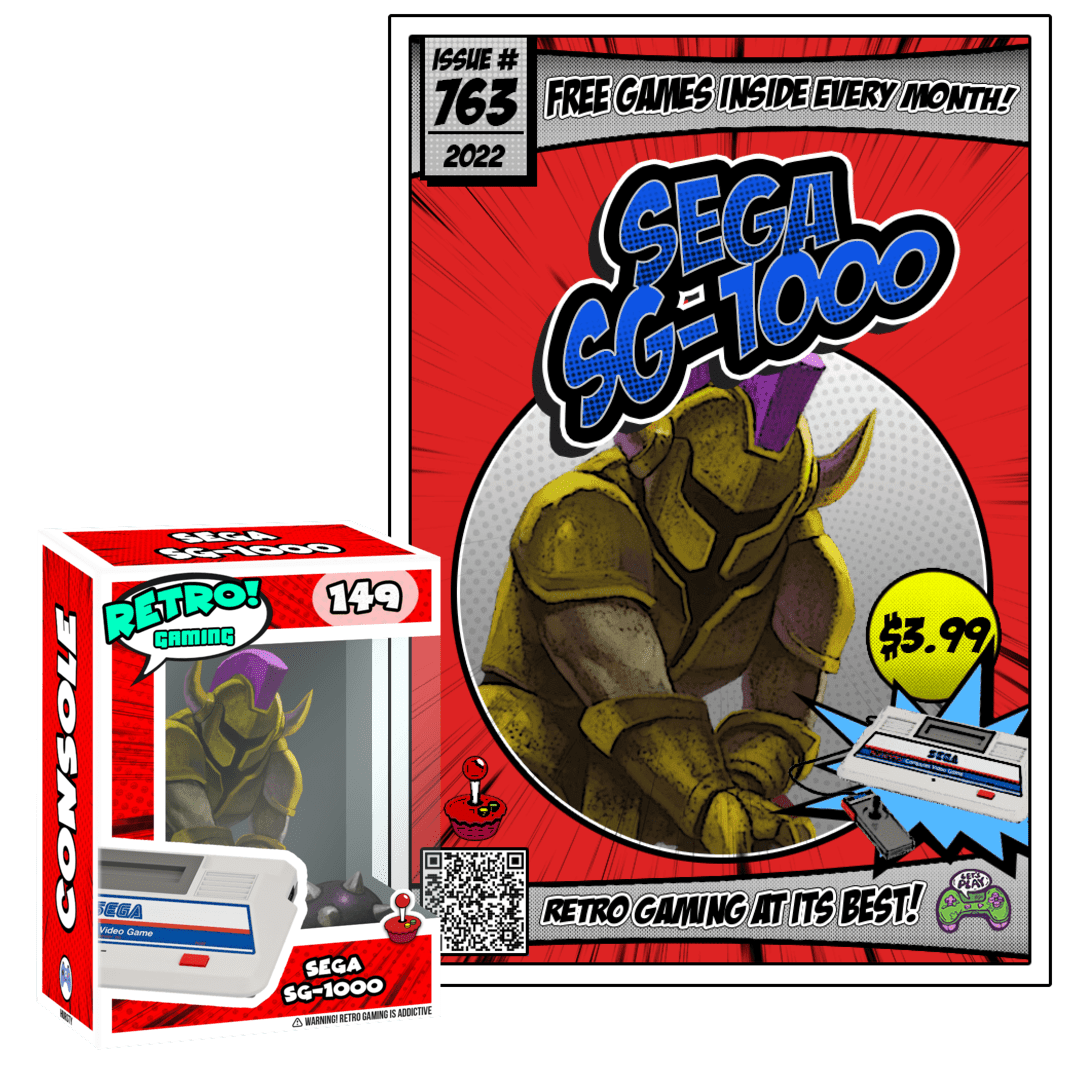 ISSUE #
763
2022
FREE GAMES INSIDE EVERY MONTH!
SEGA
SG-1000
$3.99
SEGA
Computer Video Game
RETRO GAMING AT ITS BEST!
LET'S
PLAY
SEGA
SG-1000
RETRO!
GAMING
149
CONSOLE
SEGA
Video Game
SEGA
SG-1000
HURSTY
⚠ WARNING! RETRO GAMING IS ADDICTIVE